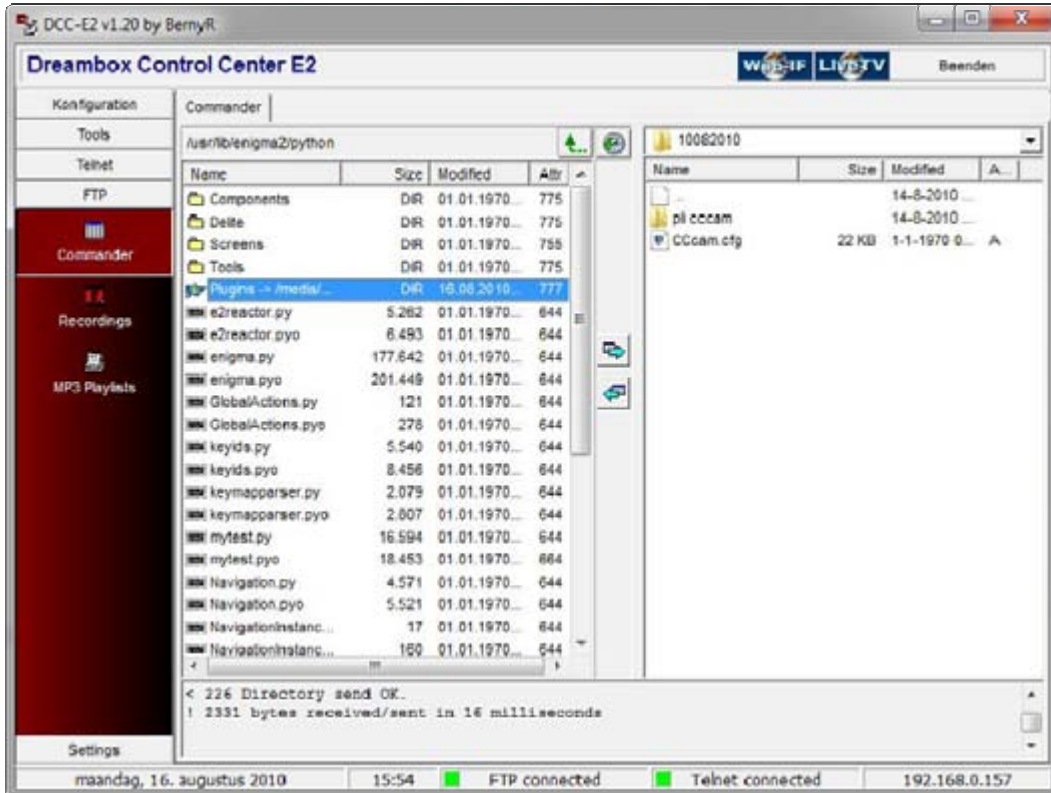 DCC-E2 v1.20 by BernyR
Dreambox Control Center E2
Web-IF LiveTV Beenden
Konfiguration
Tools
Telnet
FTP
Commander
Recordings
MP3 Playlists
Settings
Commander
/usr/lib/enigma2/python
Name Size Modified Attr
Components DIR 01.01.1970... 775
Delite DIR 01.01.1970... 775
Screens DIR 01.01.1970... 755
Tools DIR 01.01.1970... 775
Plugins -> /media/... DIR 16.08.2010... 777
e2reactor.py 5.262 01.01.1970... 644
e2reactor.pyo 6.493 01.01.1970... 644
enigma.py 177.642 01.01.1970... 644
enigma.pyo 201.449 01.01.1970... 644
GlobalActions.py 121 01.01.1970... 644
GlobalActions.pyo 278 01.01.1970... 644
keyids.py 5.540 01.01.1970... 644
keyids.pyo 8.456 01.01.1970... 644
keymapparser.py 2.079 01.01.1970... 644
keymapparser.pyo 2.807 01.01.1970... 644
mytest.py 16.594 01.01.1970... 644
mytest.pyo 18.453 01.01.1970... 664
Navigation.py 4.571 01.01.1970... 644
Navigation.pyo 5.521 01.01.1970... 644
NavigationInstanc... 17 01.01.1970... 644
NavigationInstanc... 160 01.01.1970... 644
10082010
Name Size Modified A...
.. 14-8-2010 ...
pli cccam 14-8-2010 ...
CCcam.cfg 22 KB 1-1-1970 0... A
< 226 Directory send OK.
! 2331 bytes received/sent in 16 milliseconds
maandag, 16. augustus 2010 15:54 FTP connected Telnet connected 192.168.0.157